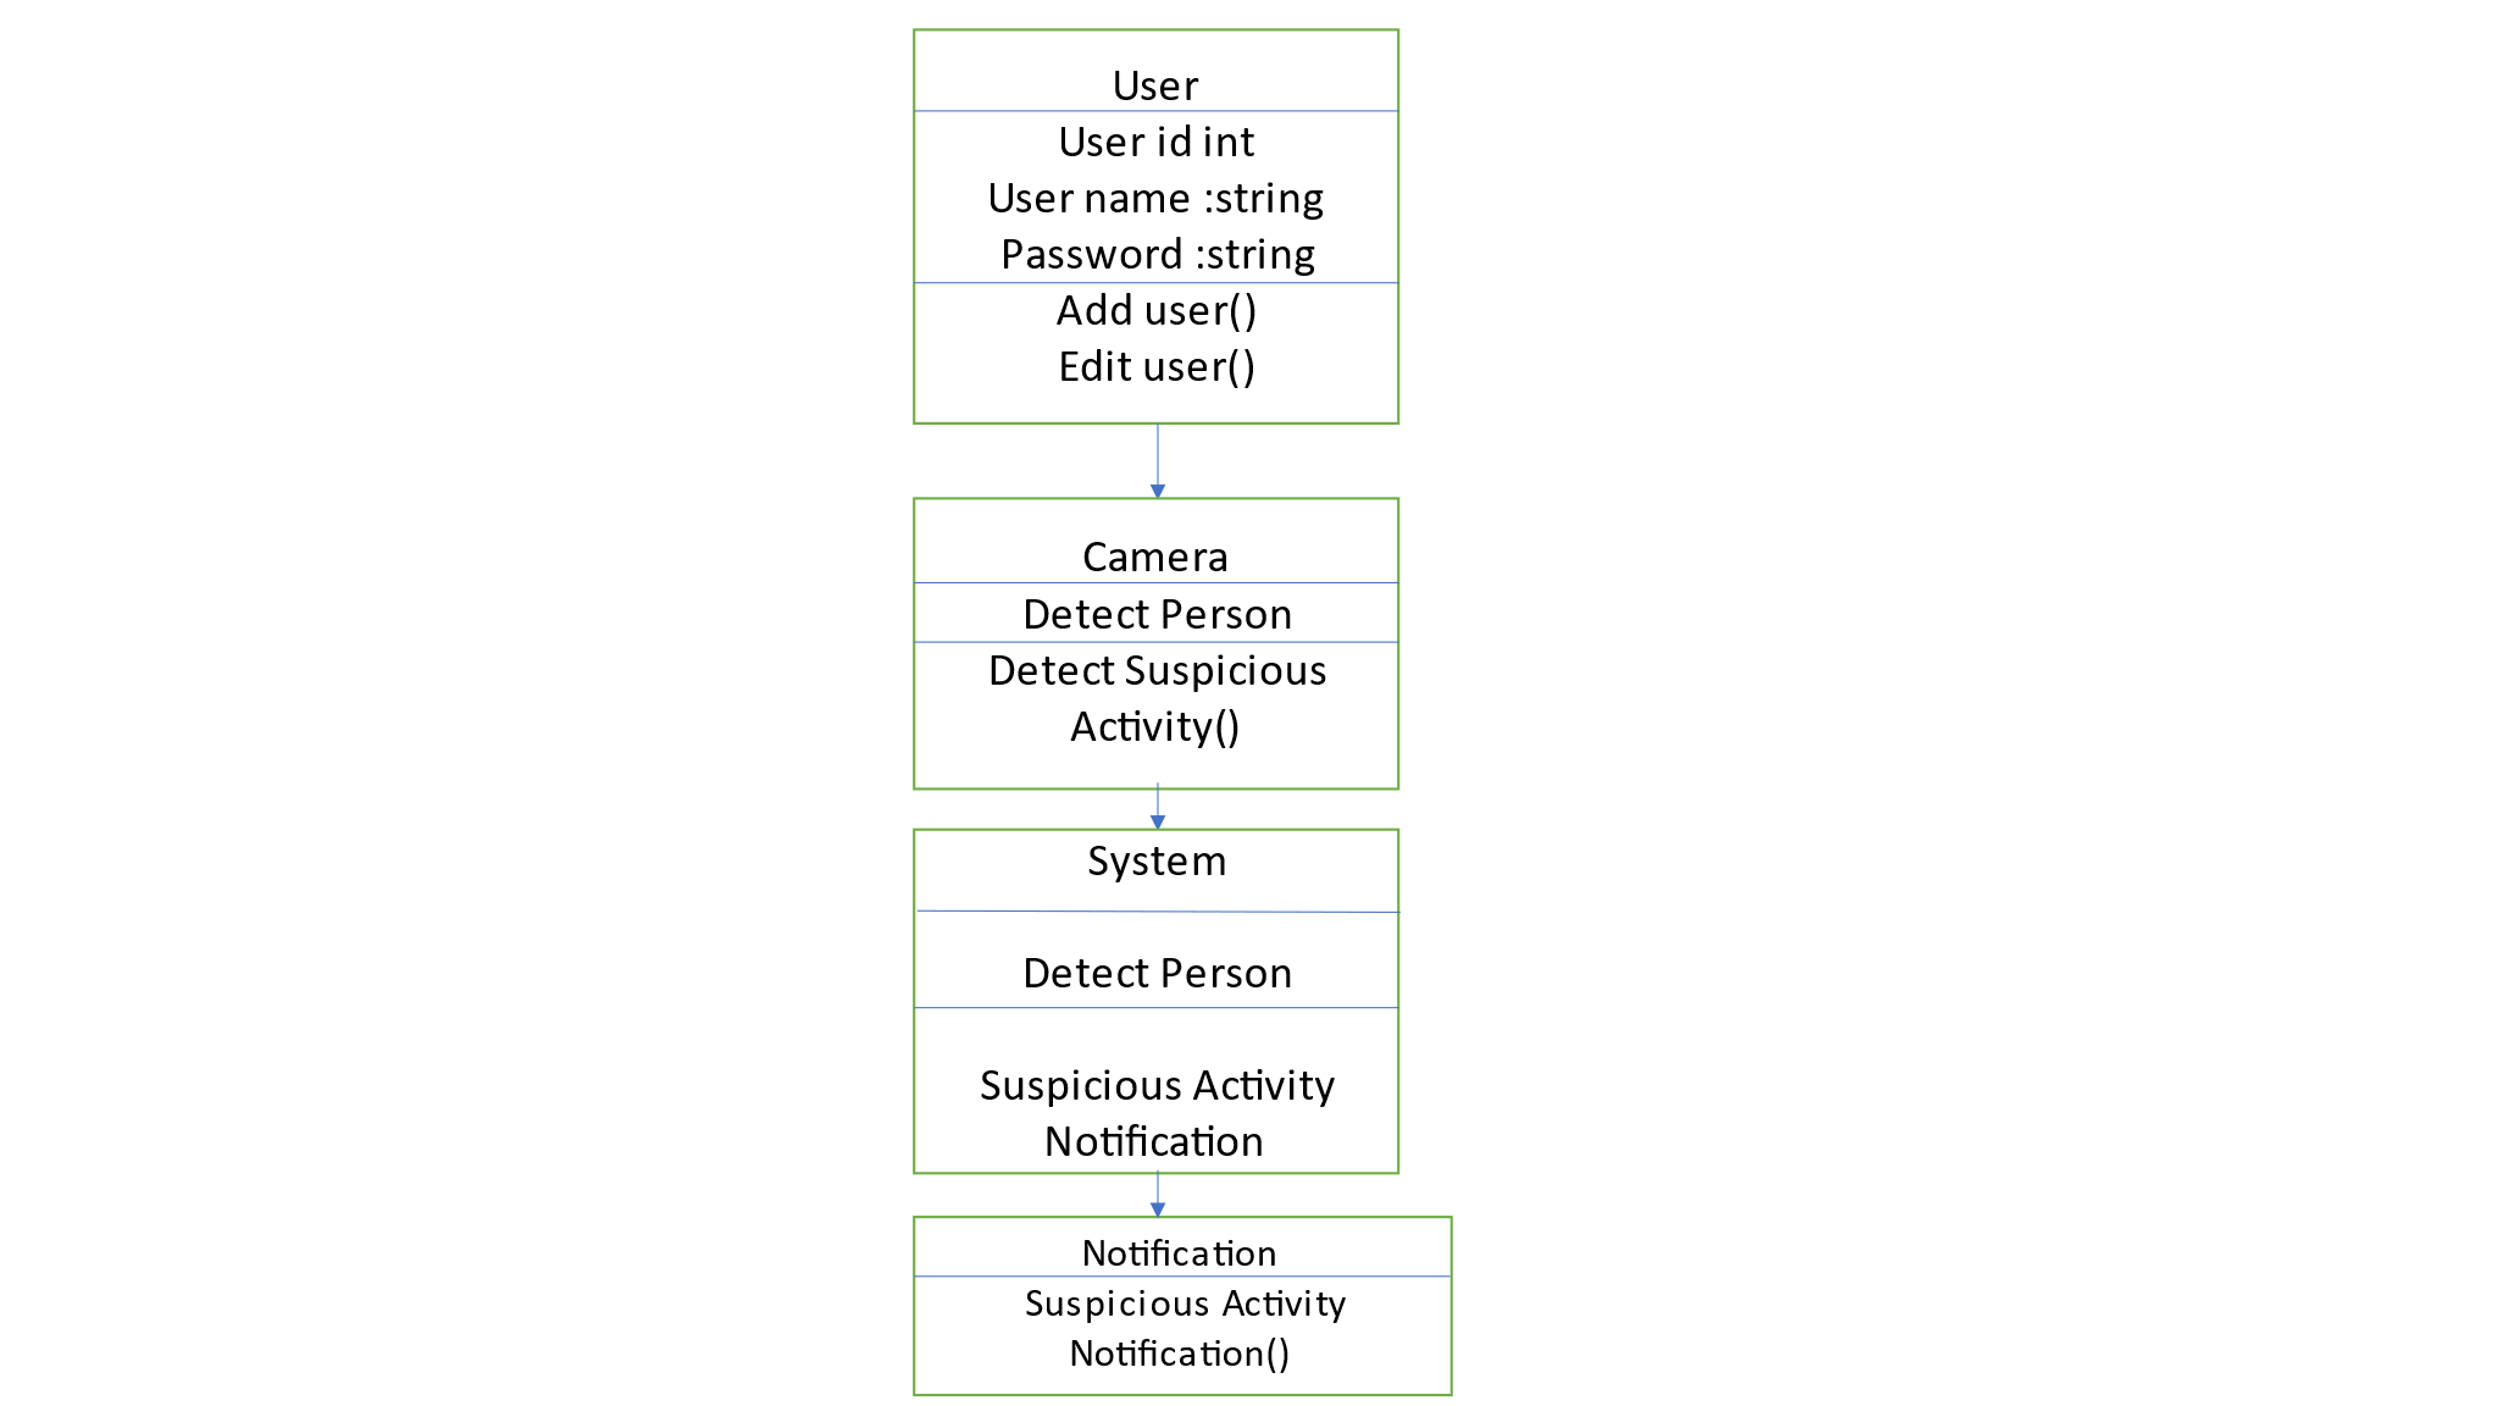 User
User id int
User name :string
Password :string
Add user()
Edit user()
Camera
Detect Person
Detect Suspicious
Activity()
System
Detect Person
Suspicious Activity
Notification
Notification
Suspicious Activity
Notification()